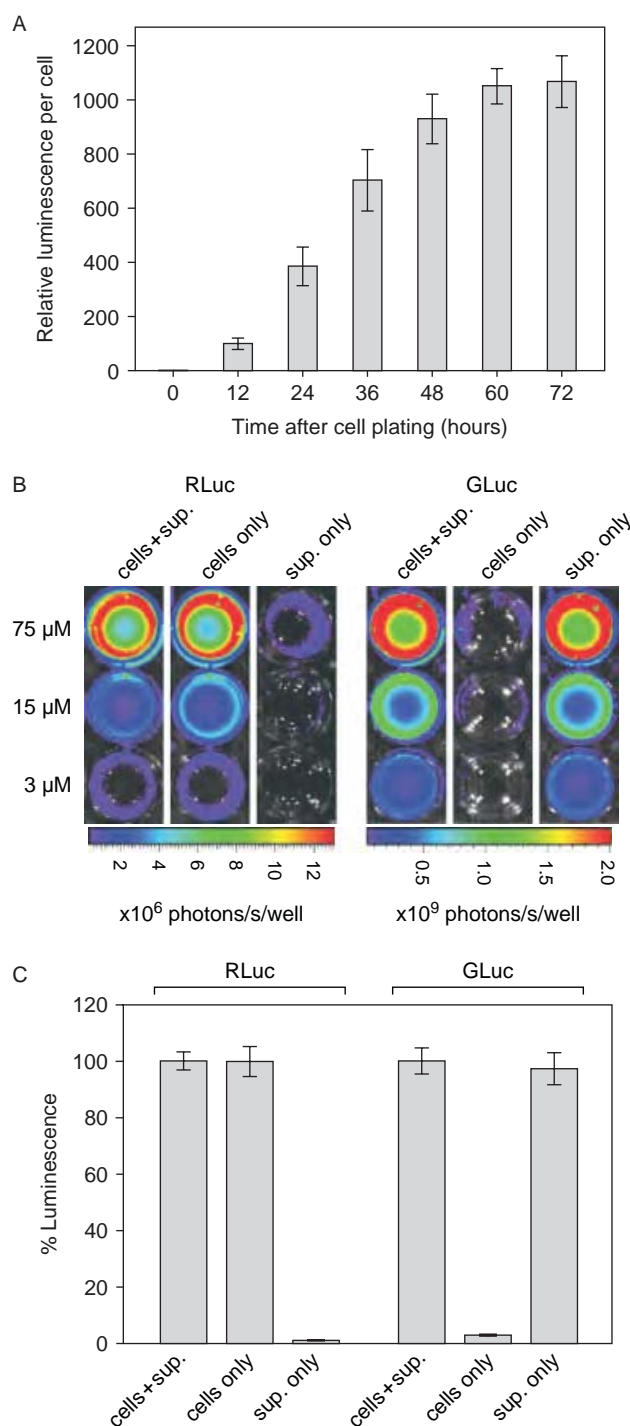 A
Relative luminescence per cell
1200
1000
800
600
400
200
0
0 12 24 36 48 60 72
Time after cell plating (hours)
B
RLuc GLuc
cells+sup. cells only sup. only cells+sup. cells only sup. only
75 µM
15 µM
3 µM
2 4 6 8 10 12 0.5 1.0 1.5 2.0
x10⁶ photons/s/well x10⁹ photons/s/well
C
RLuc GLuc
% Luminescence
120
100
80
60
40
20
0
cells+sup. cells only sup. only cells+sup. cells only sup. only